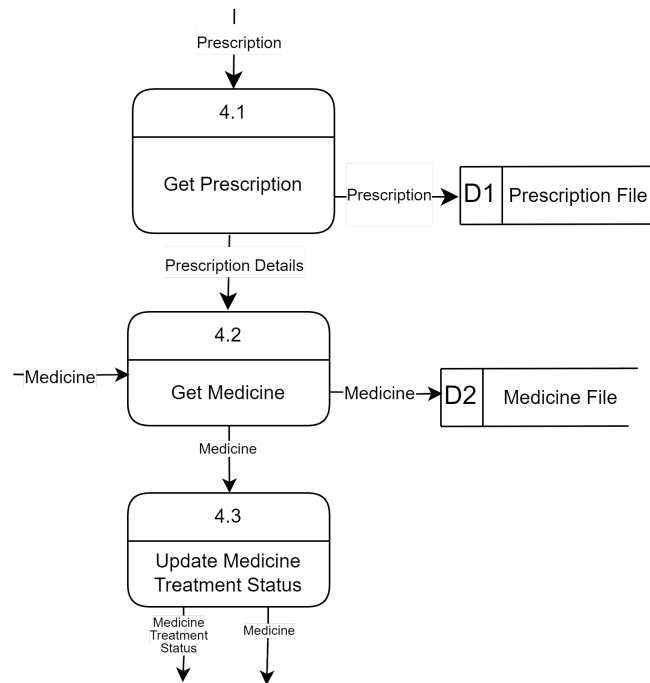 Prescription
4.1
Get Prescription
Prescription
D1
Prescription File
Prescription Details
4.2
Medicine
Get Medicine
Medicine
D2
Medicine File
Medicine
4.3
Update Medicine
Treatment Status
Medicine
Treatment
Status
Medicine